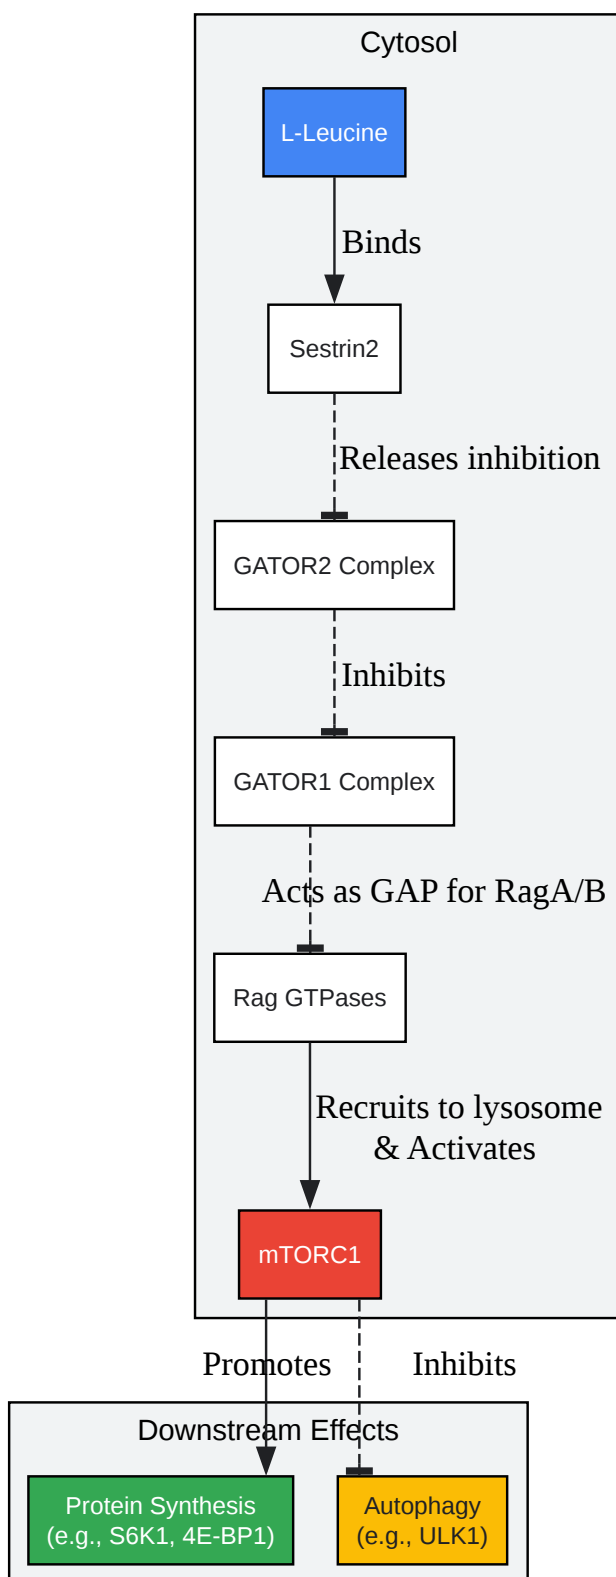 Cytosol
L-Leucine
Binds
Sestrin2
Releases inhibition
GATOR2 Complex
Inhibits
GATOR1 Complex
Acts as GAP for RagA/B
Rag GTPases
Recruits to lysosome
& Activates
mTORC1
Promotes
Inhibits
Downstream Effects
Protein Synthesis
(e.g., S6K1, 4E-BP1)
Autophagy
(e.g., ULK1)